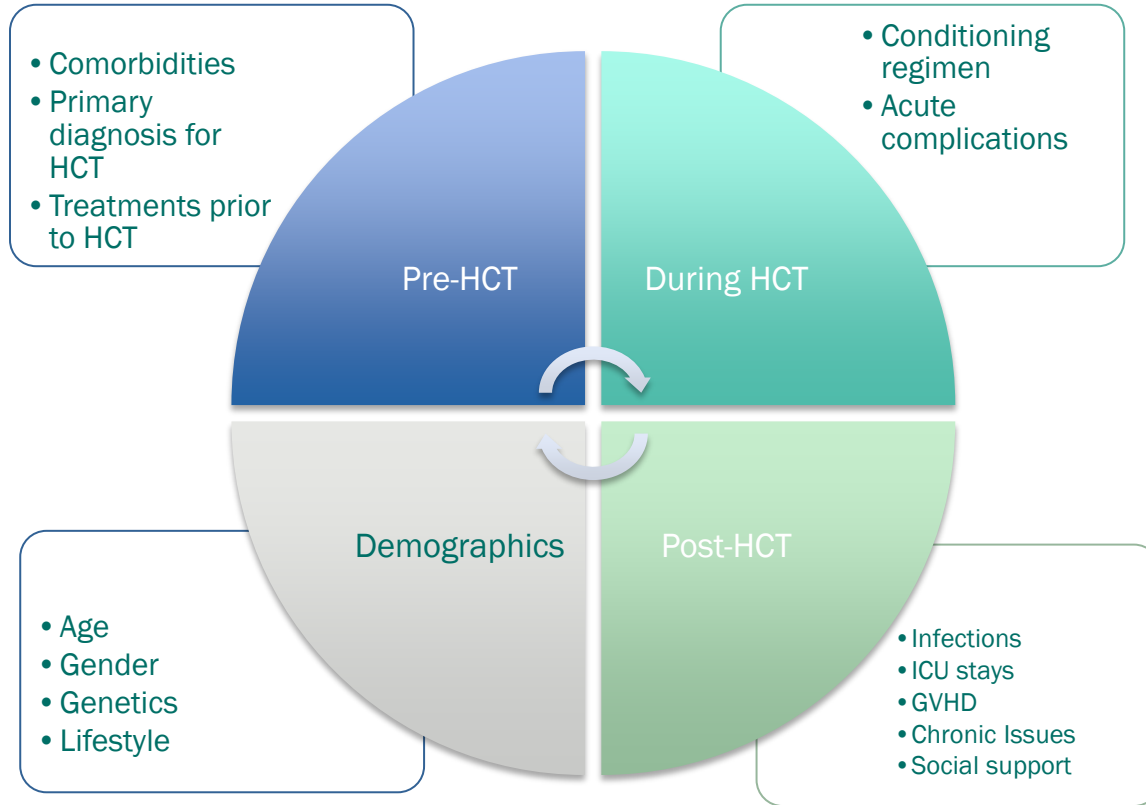 • Comorbidities
• Primary
diagnosis for
HCT
• Treatments prior
to HCT
• Conditioning
regimen
• Acute
complications
Pre-HCT
During HCT
Demographics
Post-HCT
• Age
• Gender
• Genetics
• Lifestyle
• Infections
• ICU stays
• GVHD
• Chronic Issues
• Social support